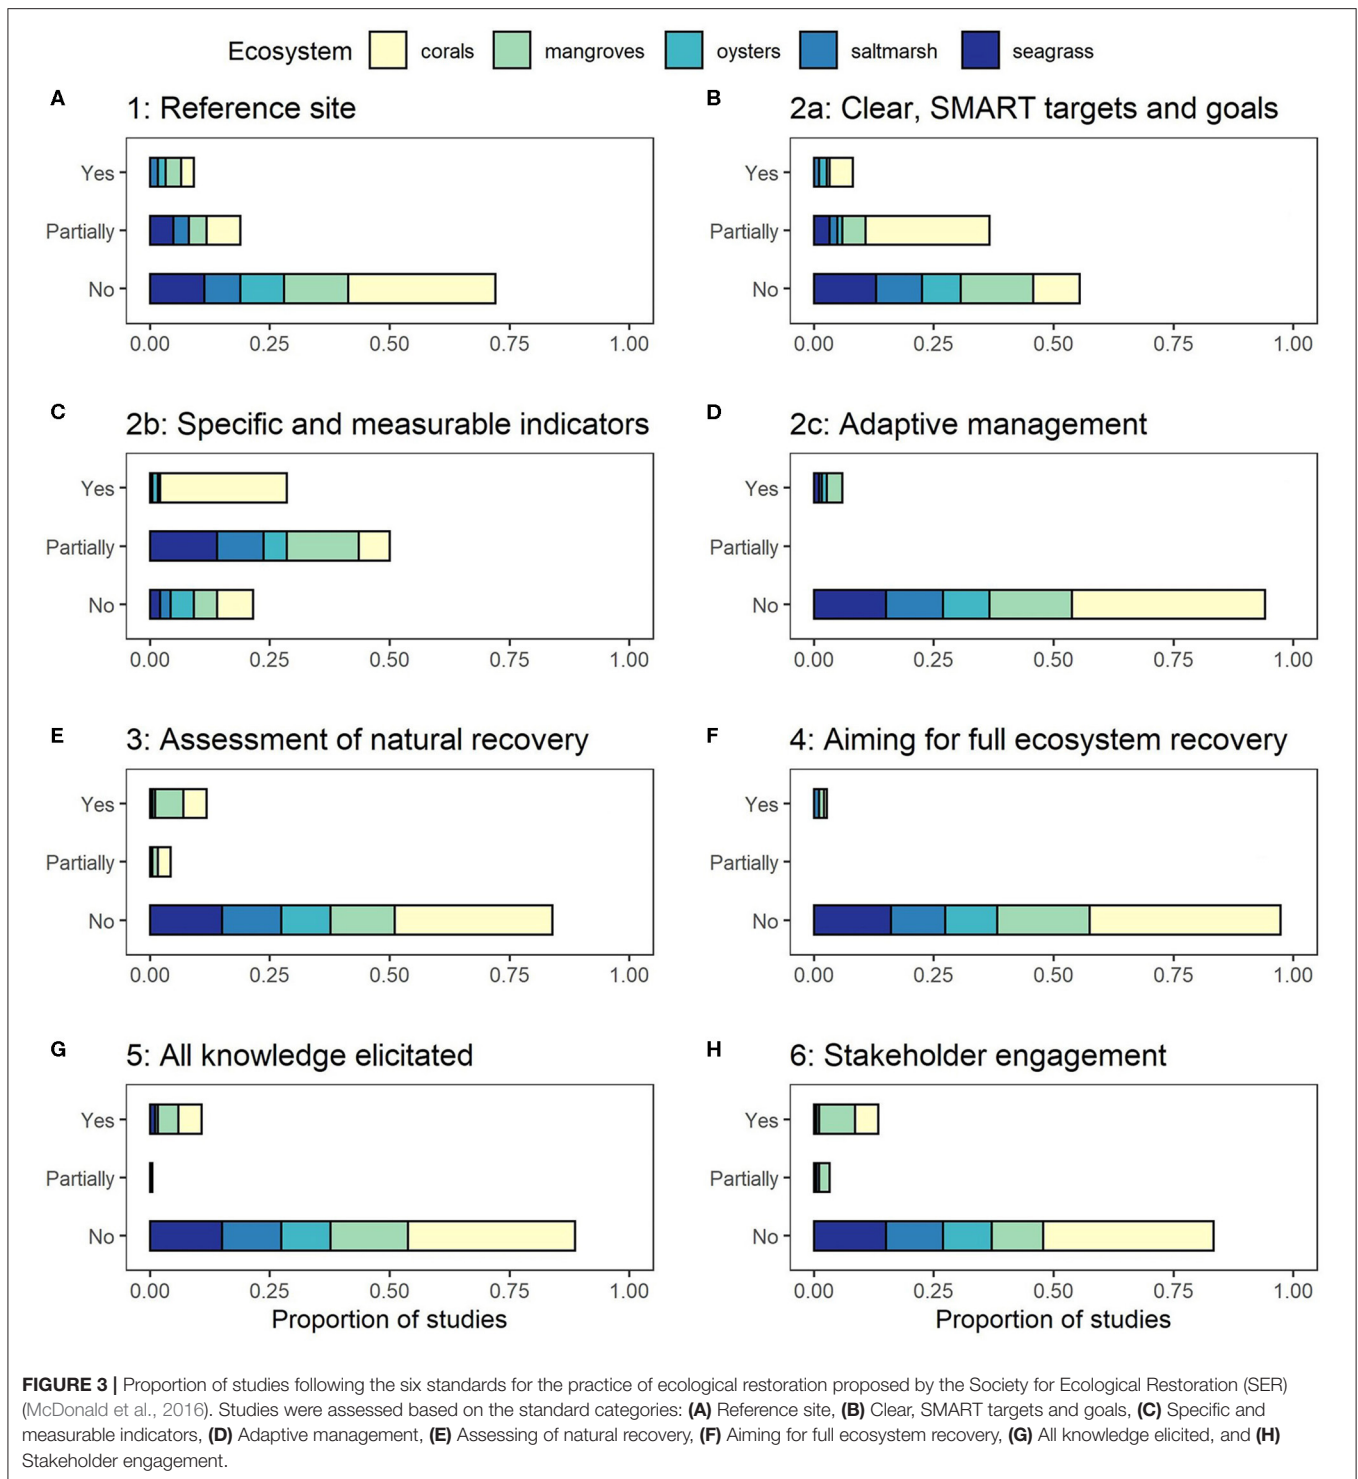 Ecosystem corals mangroves oysters saltmarsh seagrass
A 1: Reference site
Yes
Partially
No
0.00 0.25 0.50 0.75 1.00
B 2a: Clear, SMART targets and goals
Yes
Partially
No
0.00 0.25 0.50 0.75 1.00
C 2b: Specific and measurable indicators
Yes
Partially
No
0.00 0.25 0.50 0.75 1.00
D 2c: Adaptive management
Yes
Partially
No
0.00 0.25 0.50 0.75 1.00
E 3: Assessment of natural recovery
Yes
Partially
No
0.00 0.25 0.50 0.75 1.00
F 4: Aiming for full ecosystem recovery
Yes
Partially
No
0.00 0.25 0.50 0.75 1.00
G 5: All knowledge elicitated
Yes
Partially
No
0.00 0.25 0.50 0.75 1.00
Proportion of studies
H 6: Stakeholder engagement
Yes
Partially
No
0.00 0.25 0.50 0.75 1.00
Proportion of studies
FIGURE 3 | Proportion of studies following the six standards for the practice of ecological restoration proposed by the Society for Ecological Restoration (SER)
(McDonald et al., 2016). Studies were assessed based on the standard categories: (A) Reference site, (B) Clear, SMART targets and goals, (C) Specific and
measurable indicators, (D) Adaptive management, (E) Assessing of natural recovery, (F) Aiming for full ecosystem recovery, (G) All knowledge elicited, and (H)
Stakeholder engagement.